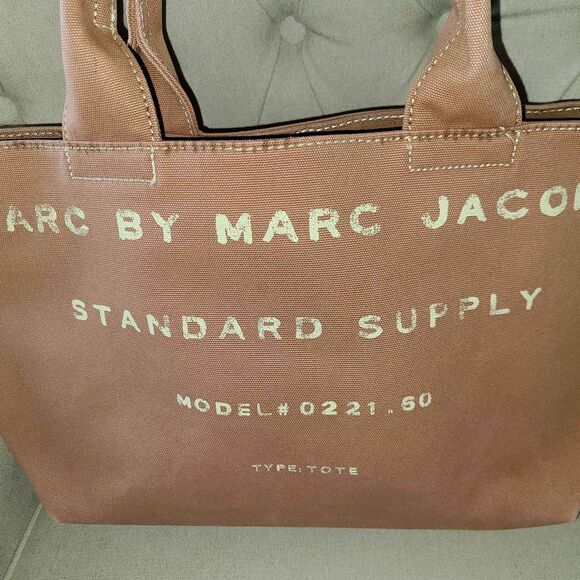 ARC BY MARC JACO
STANDARD SUPPLY
MODEL#0221.60
TYPE:TOTE